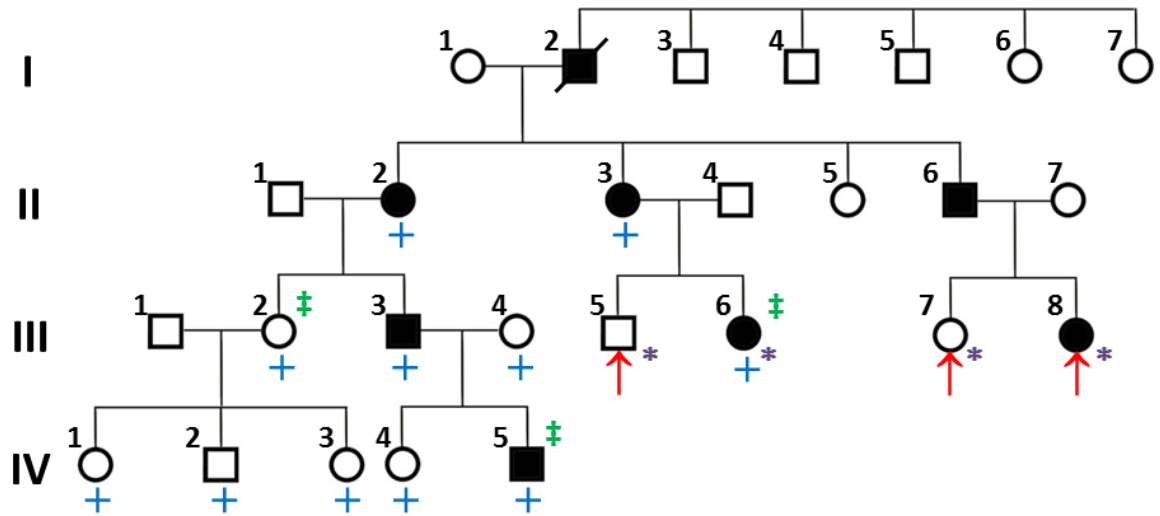 I 1 2 3 4 5 6 7
II 1 2 3 4 5 6 7
+ +
III 1 2 ‡ 3 4 5 6 ‡ 7 8
* * * *
+ + + +
IV 1 2 3 4 5 ‡
+ + + + +